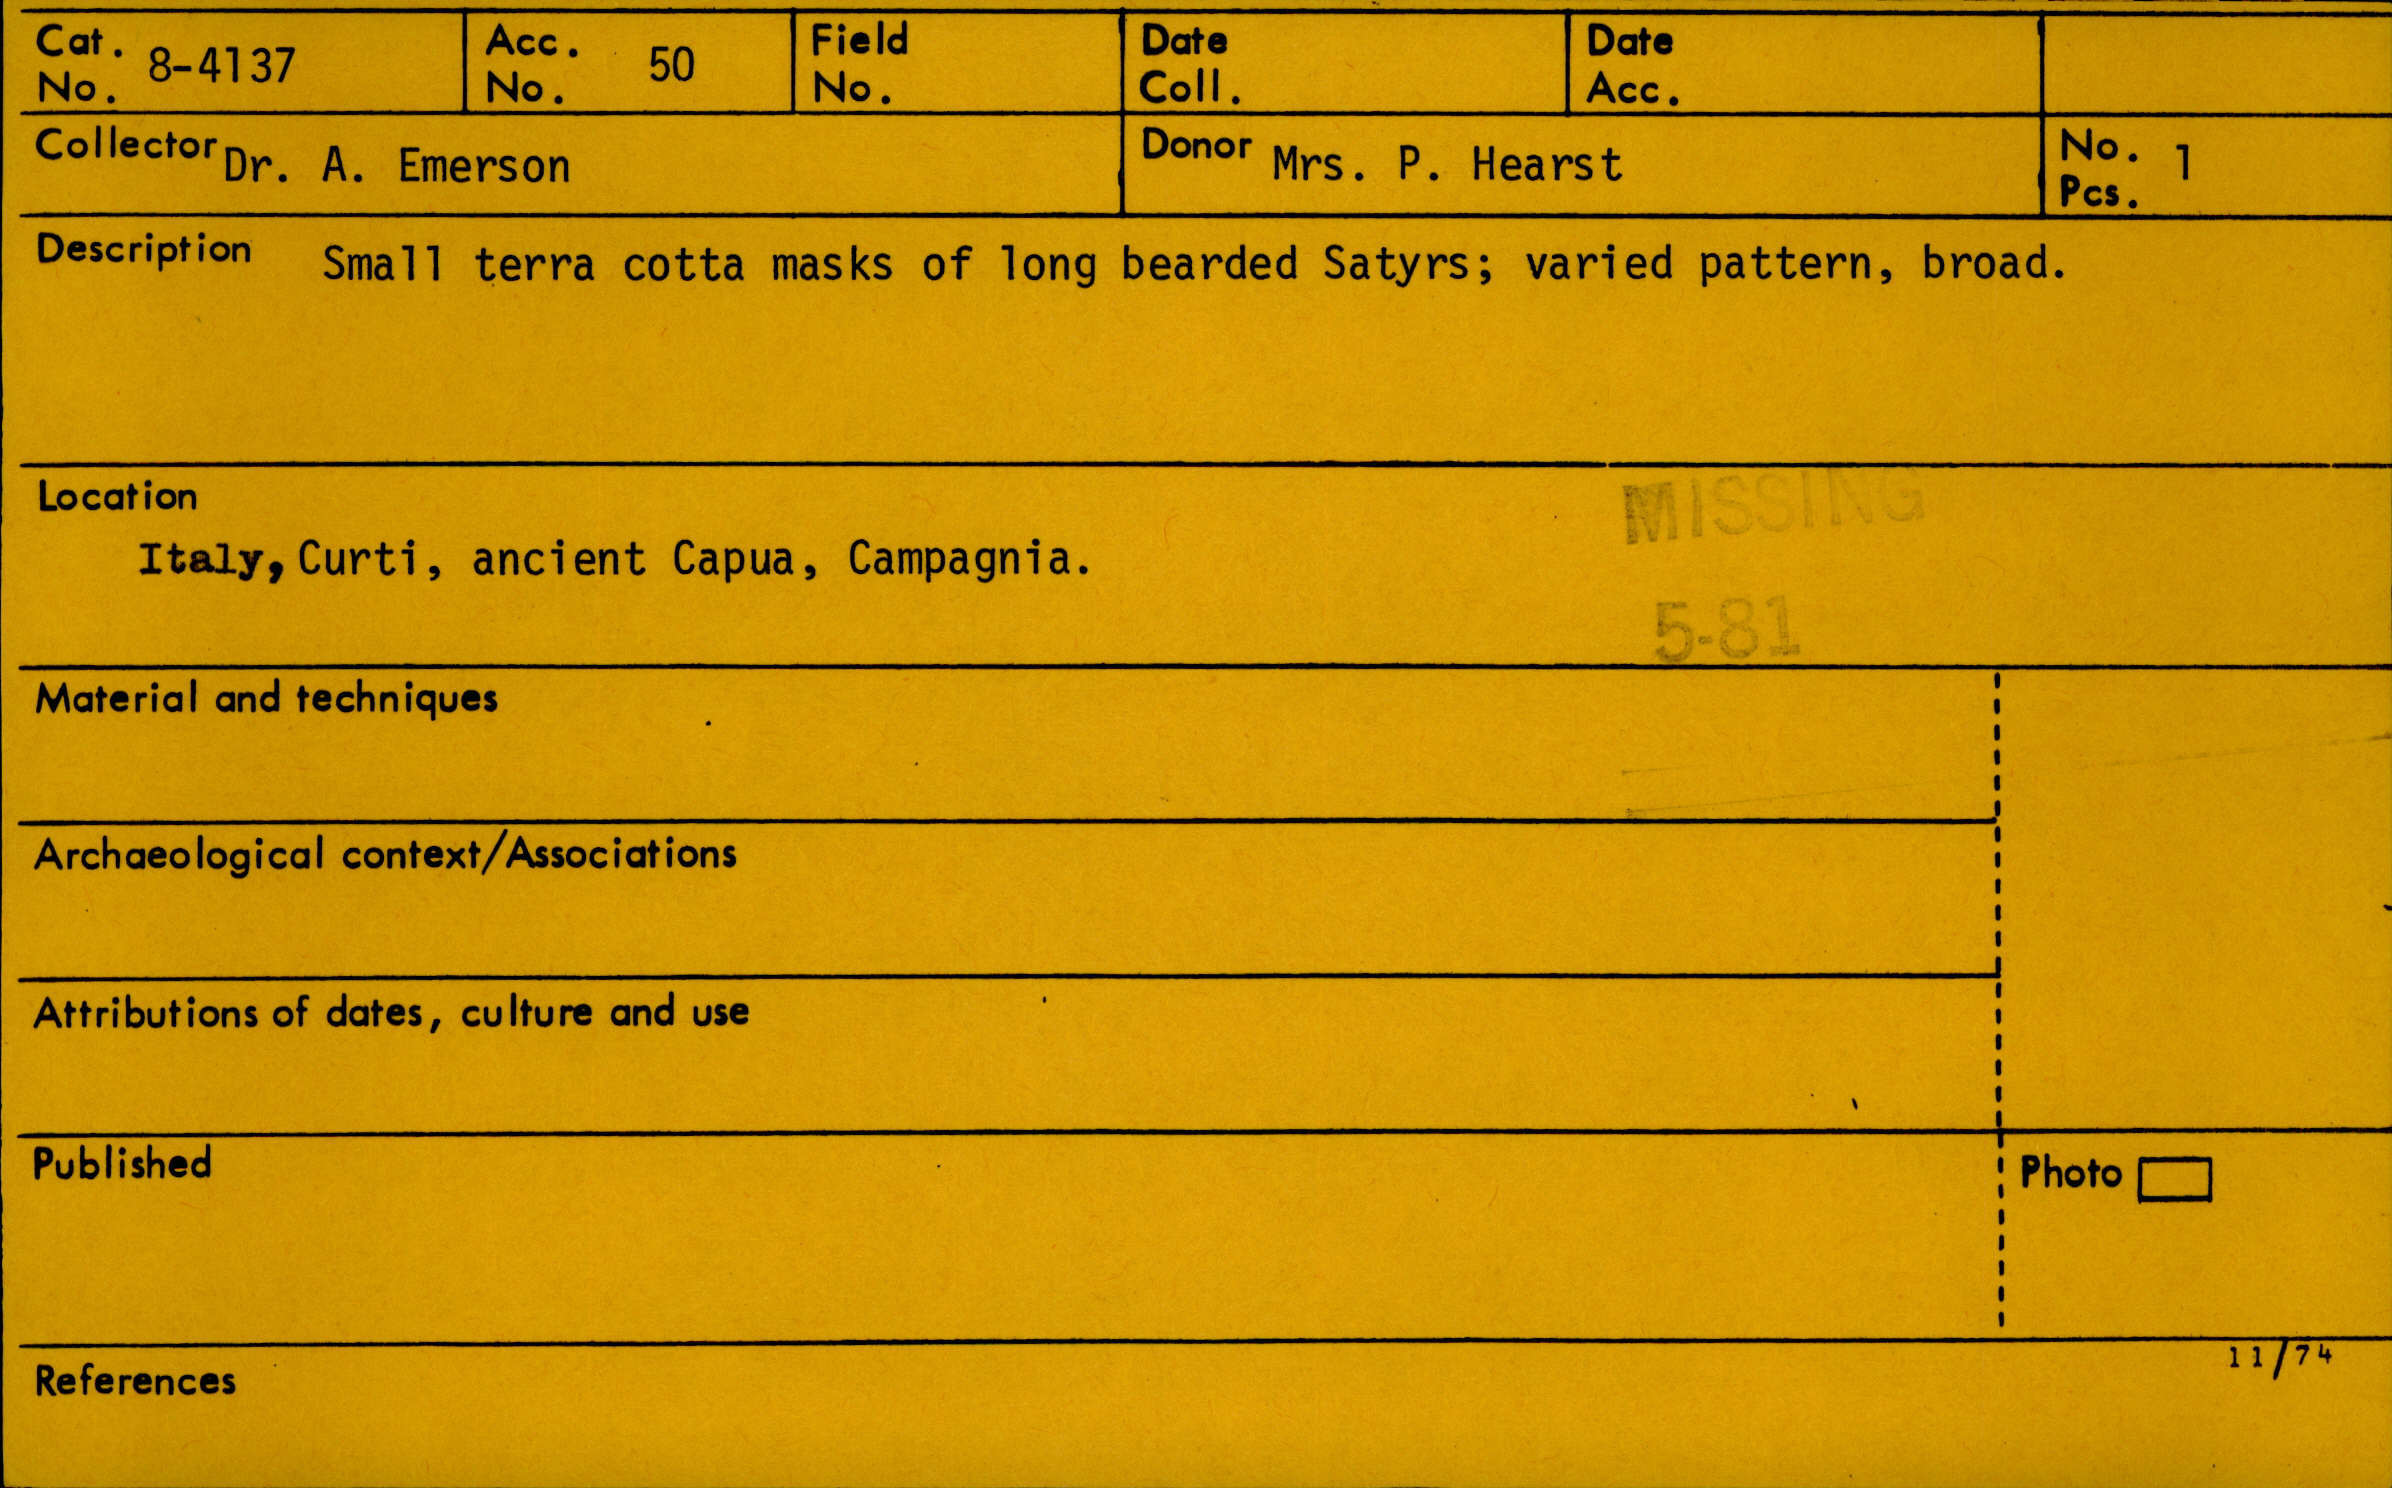 Cat. No. 8-4137 Acc. No. 50 Field No. Date Coll. Date Acc.
Collector Dr. A. Emerson Donor Mrs. P. Hearst No. Pcs. 1
Description Small terra cotta masks of long bearded Satyrs; varied pattern, broad.
Location
MISSING
Italy, Curti, ancient Capua, Campagnia.
5-81
Material and techniques
Archaeological context/Associations
Attributions of dates, culture and use
Published
Photo
11/74
References